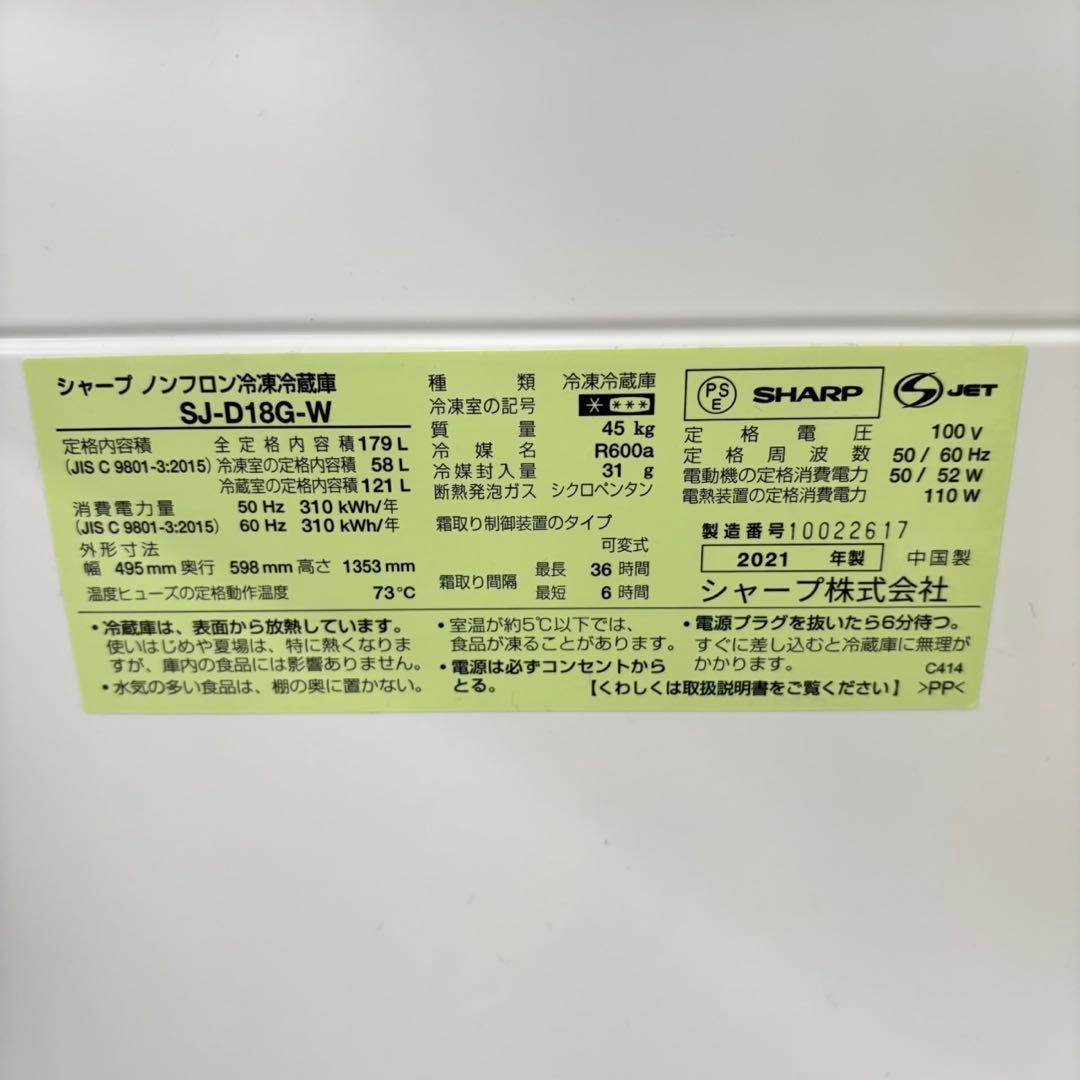 シャープ ノンフロン冷凍冷蔵庫
SJ-D18G-W
定格内容積 全定格内容積 179 L
(JIS C 9801-3:2015) 冷凍室の定格内容積 58 L
冷蔵室の定格内容積 121 L
消費電力量 50 Hz 310 kWh/年
(JIS C 9801-3:2015) 60 Hz 310 kWh/年
外形寸法
幅 495 mm 奥行 598 mm 高さ 1353 mm
温度ヒューズの定格動作温度 73℃
種類 冷凍冷蔵庫
冷凍室の記号 * ***
質量 45 kg
冷媒名 R600a
冷媒封入量 31 g
断熱発泡ガス シクロペンタン
霜取り制御装置のタイプ
可変式
霜取り間隔 最長 36 時間
最短 6 時間
PSE SHARP S JET
定格電圧 100 V
定格周波数 50 / 60 Hz
電動機の定格消費電力 50 / 52 W
電熱装置の定格消費電力 110 W
製造番号 10022617
2021 年製 中国製
シャープ株式会社
・冷蔵庫は、表面から放熱しています。
使いはじめや夏場は、特に熱くなりま
すが、庫内の食品には影響ありません。
・水気の多い食品は、棚の奥に置かない。
・室温が約5℃以下では、
食品が凍ることがあります。
・電源は必ずコンセントから
とる。
・電源プラグを抜いたら6分待つ。
すぐに差し込むと冷蔵庫に無理が
かかります。 C414
【くわしくは取扱説明書をご覧ください】 >PP<